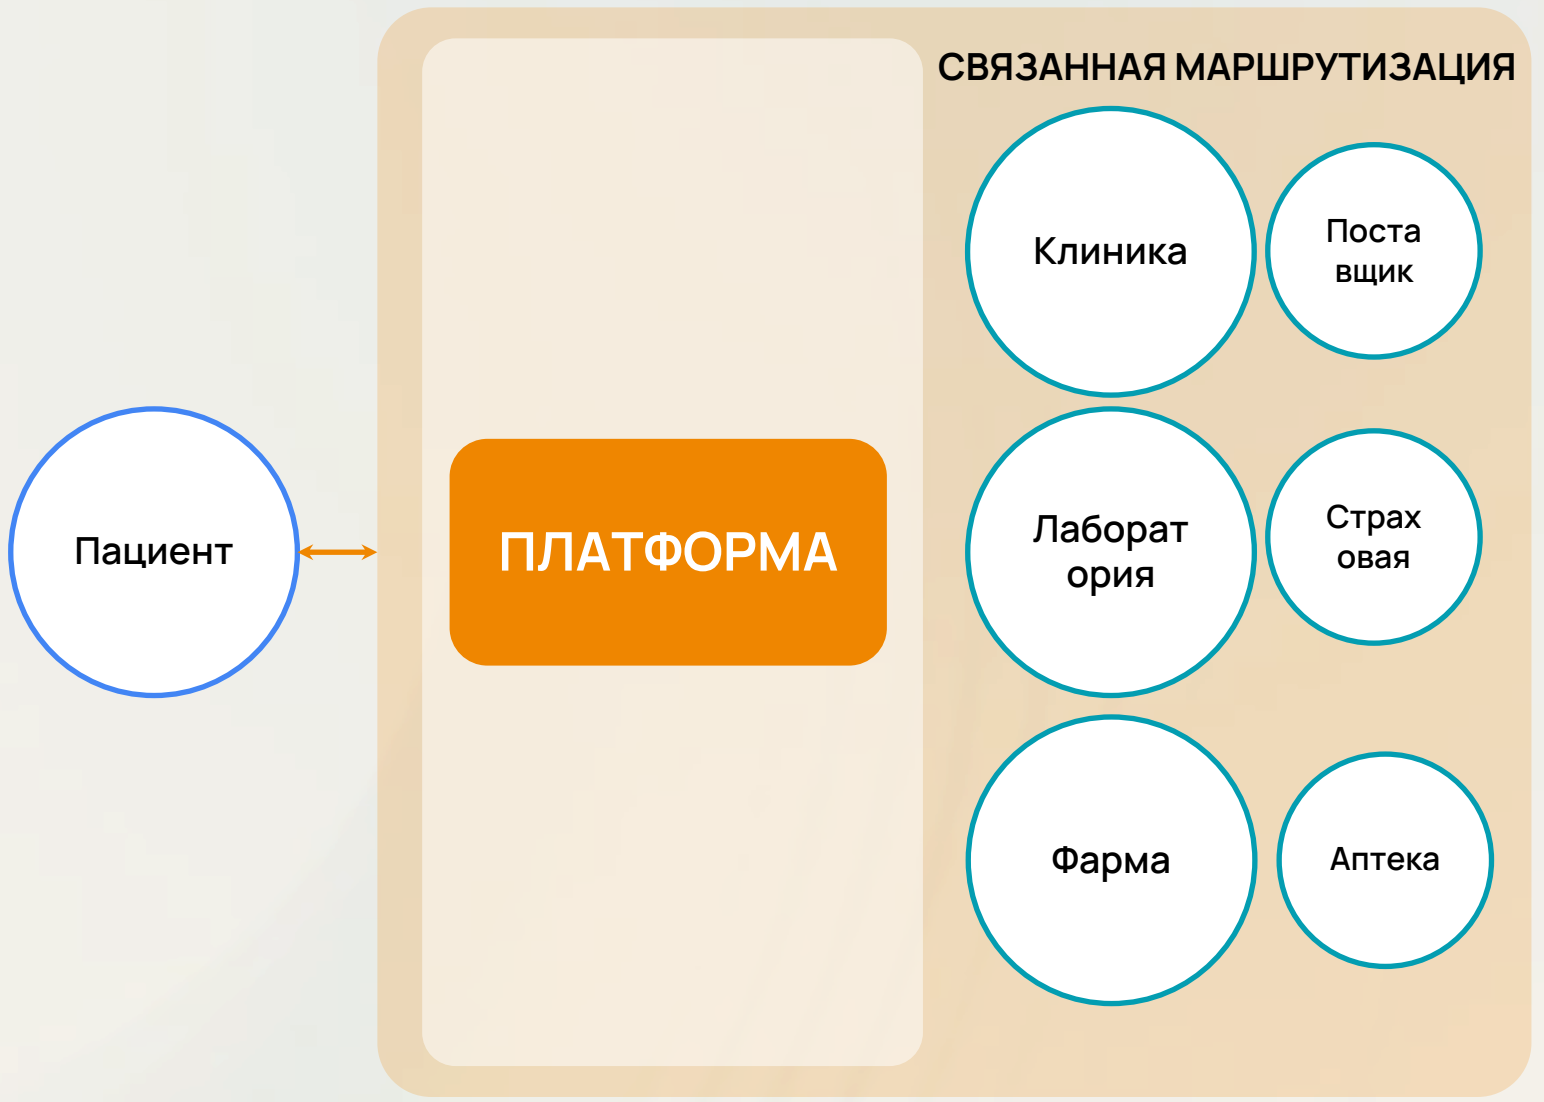 СВЯЗАННАЯ МАРШРУТИЗАЦИЯ
Клиника
Поста
вщик
Пациент
ПЛАТФОРМА
Лаборат
ория
Страх
овая
Фарма
Аптека